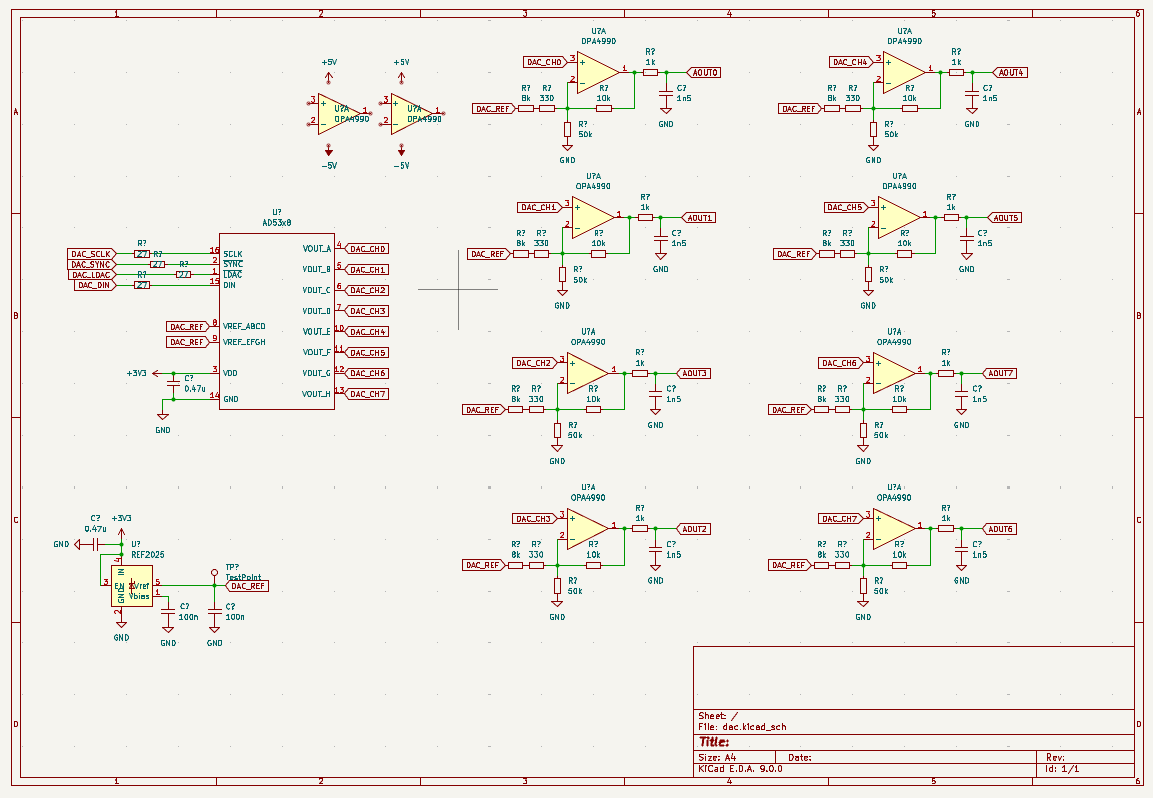 1 2 3 4 5 6
A
B
C
D
A
B
C
D
1 2 3 4 5 6
+5V
+5V
3
2
1
U?A
OPA4990
3
2
1
U?A
OPA4990
-5V
-5V
U?
AD53x8
DAC_SCLK
R?
27
16
SCLK
DAC_SYNC
R?
27
2
SYNC
DAC_LDAC
R?
27
1
LDAC
DAC_DIN
R?
27
15
DIN
DAC_REF
8
VREF_ABCD
DAC_REF
9
VREF_EFGH
+3V3
3
VDD
C?
0.47u
14
GND
GND
VOUT_A 4 DAC_CH0
VOUT_B 5 DAC_CH1
VOUT_C 6 DAC_CH2
VOUT_D 7 DAC_CH3
VOUT_E 10 DAC_CH4
VOUT_F 11 DAC_CH5
VOUT_G 12 DAC_CH6
VOUT_H 13 DAC_CH7
C?
0.47u
+3V3
GND
U?
REF2025
4
IN
3
EN
Vref
5
Vbias
1
GND
2
GND
TP?
TestPoint
DAC_REF
C?
100n
GND
C?
100n
GND
U?A
OPA4990
DAC_CH0
3
2
1
R?
1k
AOUT0
C?
1n5
GND
DAC_REF
R?
8k
R?
330
R?
10k
R?
50k
GND
U?A
OPA4990
DAC_CH4
3
2
1
R?
1k
AOUT4
C?
1n5
GND
DAC_REF
R?
8k
R?
330
R?
10k
R?
50k
GND
U?A
OPA4990
DAC_CH1
3
2
1
R?
1k
AOUT1
C?
1n5
GND
DAC_REF
R?
8k
R?
330
R?
10k
R?
50k
GND
U?A
OPA4990
DAC_CH5
3
2
1
R?
1k
AOUT5
C?
1n5
GND
DAC_REF
R?
8k
R?
330
R?
10k
R?
50k
GND
U?A
OPA4990
DAC_CH2
3
2
1
R?
1k
AOUT3
C?
1n5
GND
DAC_REF
R?
8k
R?
330
R?
10k
R?
50k
GND
U?A
OPA4990
DAC_CH6
3
2
1
R?
1k
AOUT7
C?
1n5
GND
DAC_REF
R?
8k
R?
330
R?
10k
R?
50k
GND
U?A
OPA4990
DAC_CH3
3
2
1
R?
1k
AOUT2
C?
1n5
GND
DAC_REF
R?
8k
R?
330
R?
10k
R?
50k
GND
U?A
OPA4990
DAC_CH7
3
2
1
R?
1k
AOUT6
C?
1n5
GND
DAC_REF
R?
8k
R?
330
R?
10k
R?
50k
GND
Sheet: /
File: dac.kicad_sch
Title:
Size: A4 Date: Rev:
KiCad E.D.A. 9.0.0 Id: 1/1